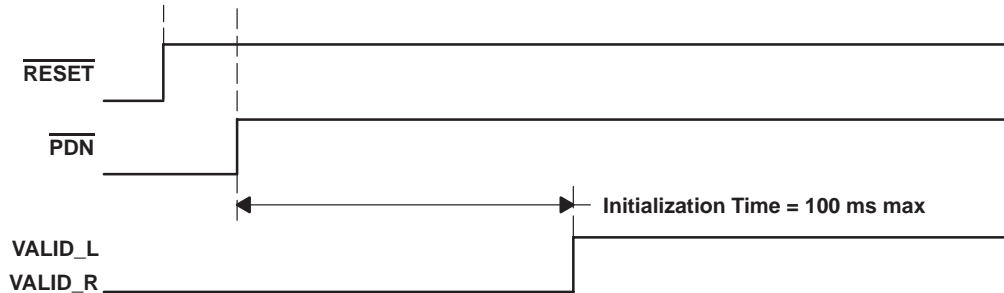 RESET
PDN
Initialization Time = 100 ms max
VALID_L
VALID_R